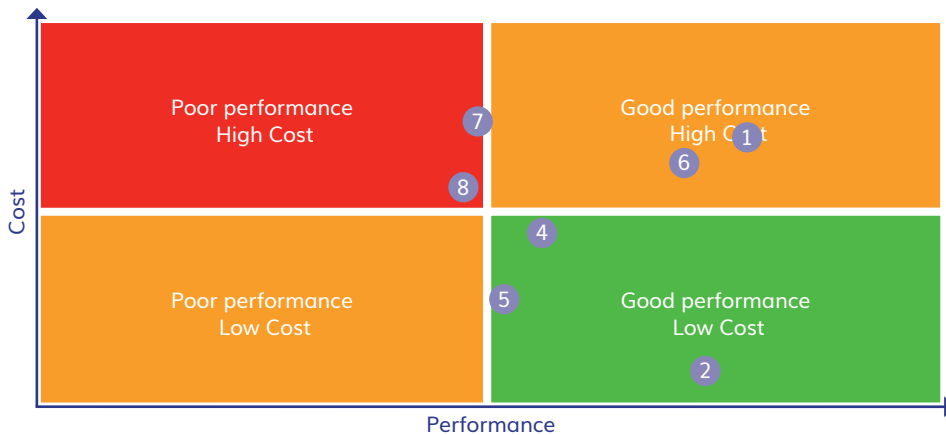 Cost
Poor performance
High Cost
7
8
Good performance
High Cost
1
6
Poor performance
Low Cost
4
5
Good performance
Low Cost
2
Performance